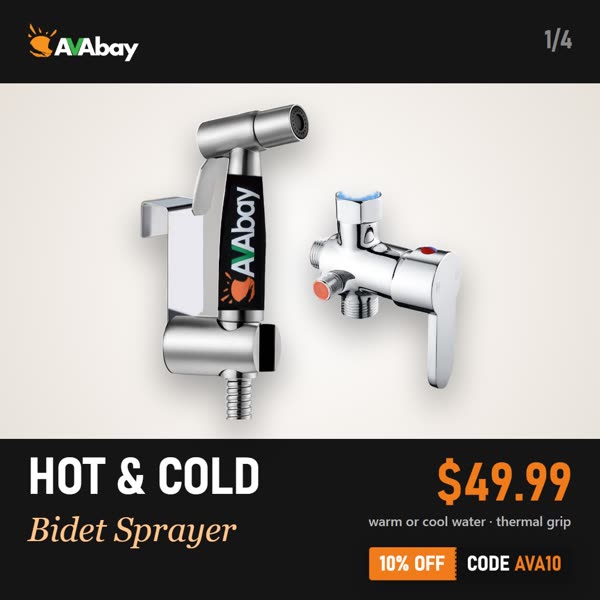 AVAbay
1/4
AVAbay
HOT & COLD
Bidet Sprayer
$49.99
warm or cool water · thermal grip
10% OFF
CODE AVA10